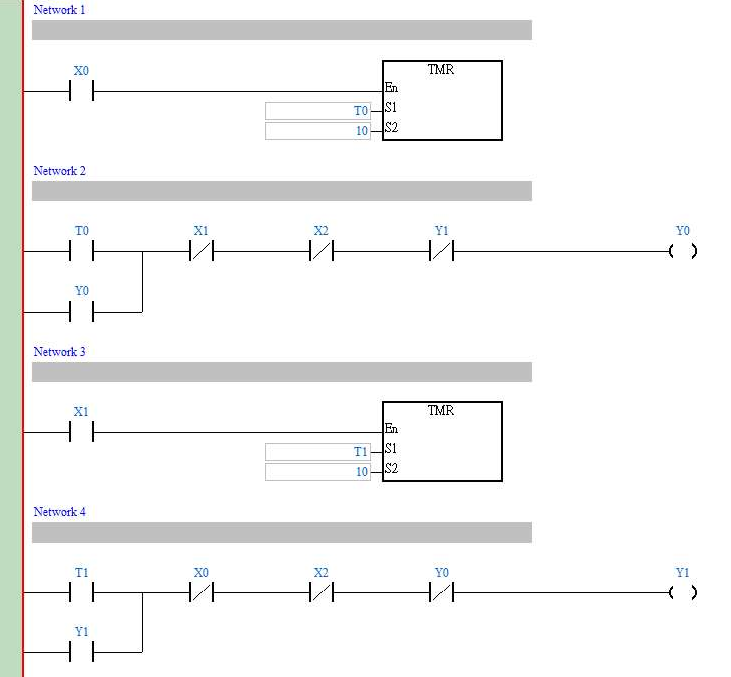 Network 1
X0
TMR
En
T0 S1
10 S2
Network 2
T0 X1 X2 Y1 Y0
Y0
Network 3
X1
TMR
En
T1 S1
10 S2
Network 4
T1 X0 X2 Y0 Y1
Y1